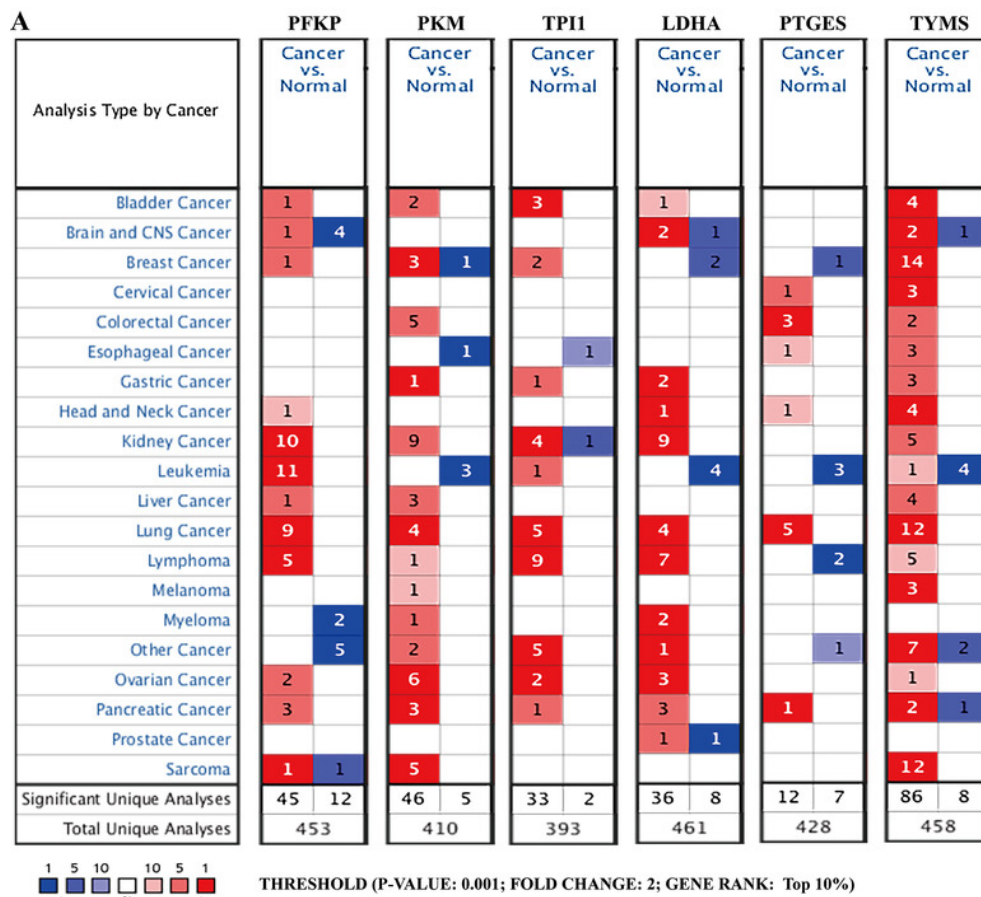 A PFKP PKM TPI1 LDHA PTGES TYMS
Analysis Type by Cancer
Cancer vs. Normal Cancer vs. Normal Cancer vs. Normal Cancer vs. Normal Cancer vs. Normal Cancer vs. Normal
Bladder Cancer 1 2 3 1 4
Brain and CNS Cancer 1 4 2 1 2 1
Breast Cancer 1 3 1 2 2 1 14
Cervical Cancer 1 3
Colorectal Cancer 5 3 2
Esophageal Cancer 1 1 1 3
Gastric Cancer 1 1 2 3
Head and Neck Cancer 1 1 1 4
Kidney Cancer 10 9 4 1 9 5
Leukemia 11 3 1 4 3 1 4
Liver Cancer 1 3 4
Lung Cancer 9 4 5 4 5 12
Lymphoma 5 1 9 7 2 5
Melanoma 1 3
Myeloma 2 1 2
Other Cancer 5 2 5 1 1 7 2
Ovarian Cancer 2 6 2 3 1
Pancreatic Cancer 3 3 1 3 1 2 1
Prostate Cancer 1 1
Sarcoma 1 1 5 12
Significant Unique Analyses 45 12 46 5 33 2 36 8 12 7 86 8
Total Unique Analyses 453 410 393 461 428 458
1 5 10 10 5 1
THRESHOLD (P-VALUE: 0.001; FOLD CHANGE: 2; GENE RANK: Top 10%)